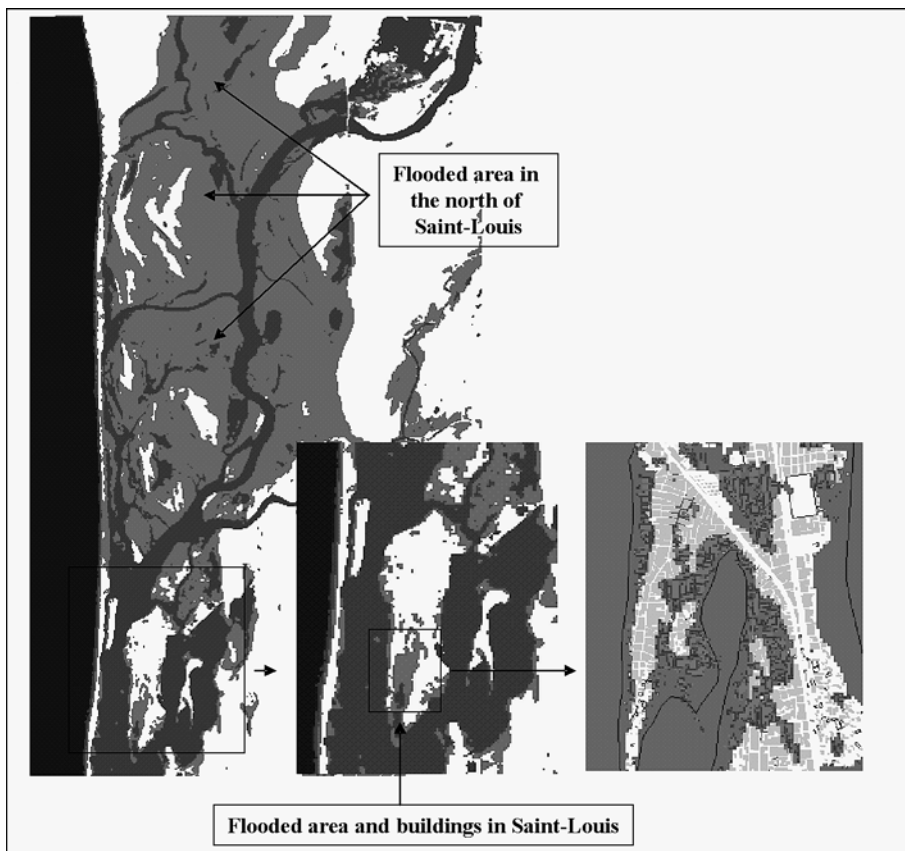 Flooded area in
the north of
Saint-Louis
Flooded area and buildings in Saint-Louis